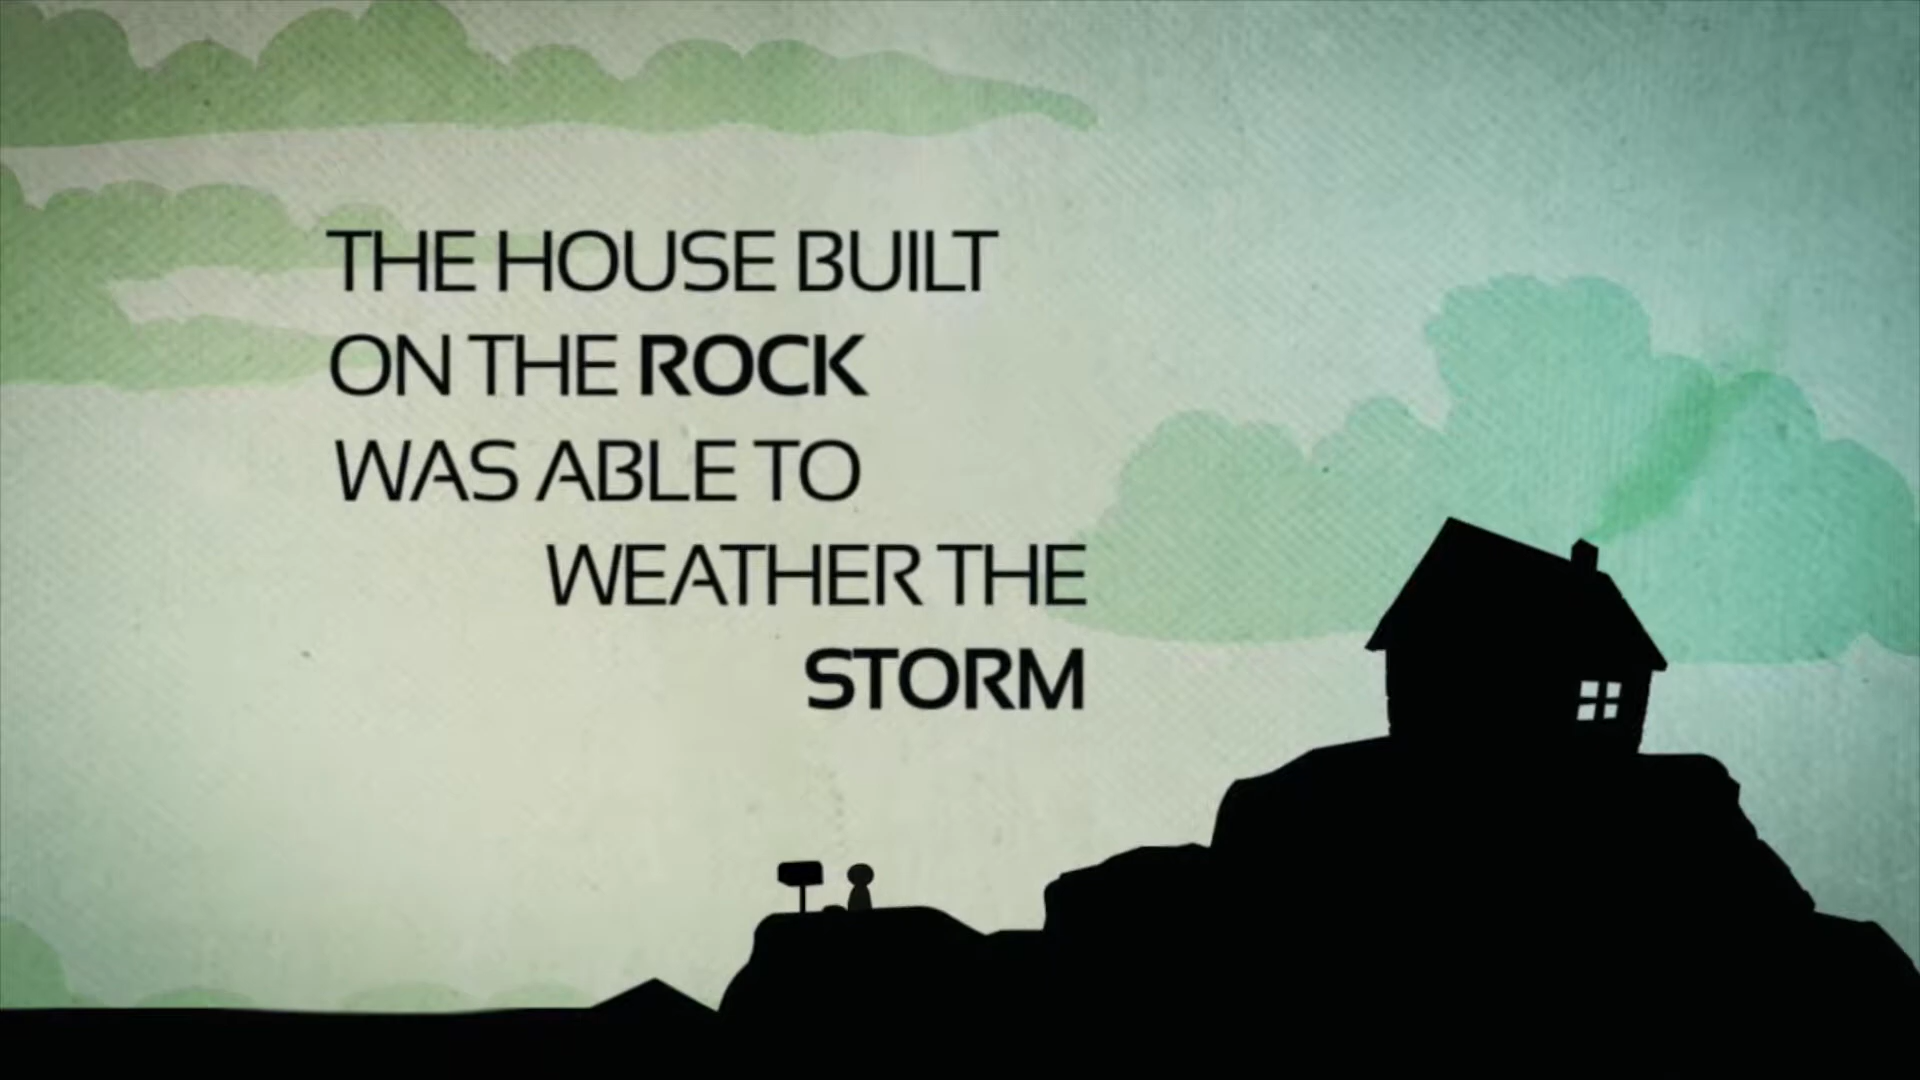 THE HOUSE BUILT
ON THE ROCK
WAS ABLE TO
WEATHER THE
STORM